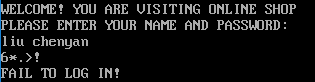 WELCOME! YOU ARE VISITING ONLINE SHOP
PLEASE ENTER YOUR NAME AND PASSWORD:
liu chenyan
6*.>!
FAIL TO LOG IN!